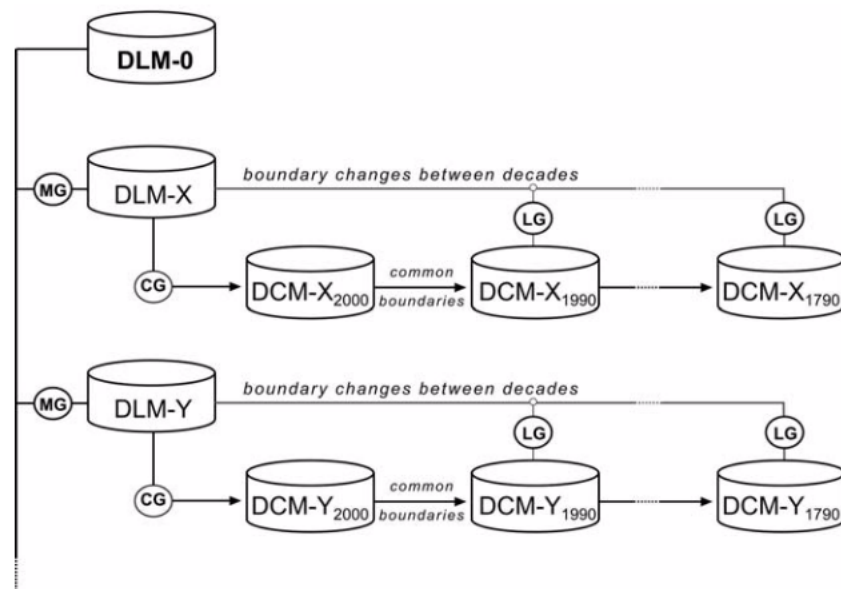 DLM-0
boundary changes between decades
MG DLM-X
LG LG
common
CG DCM-X2000 DCM-X1990 DCM-X1790
boundaries
boundary changes between decades
MG DLM-Y
LG LG
common
CG DCM-Y2000 DCM-Y1990 DCM-Y1790
boundaries